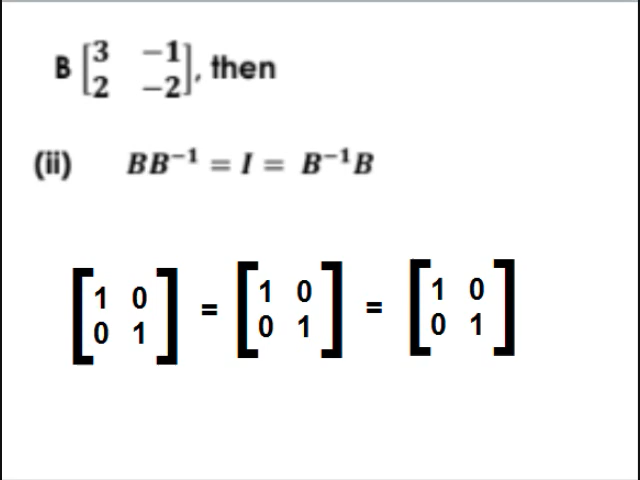 B [3 −1
2 −2], then
(ii) BB⁻¹ = I = B⁻¹B
[1 0
0 1] = [1 0
0 1] = [1 0
0 1]